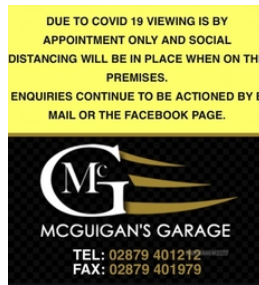 DUE TO COVID 19 VIEWING IS BY
APPOINTMENT ONLY AND SOCIAL
DISTANCING WILL BE IN PLACE WHEN ON TH
PREMISES.
ENQUIRIES CONTINUE TO BE ACTIONED BY E
MAIL OR THE FACEBOOK PAGE.
G Mc
MCGUIGAN'S GARAGE
TEL: 02879 401212
FAX: 02879 401979